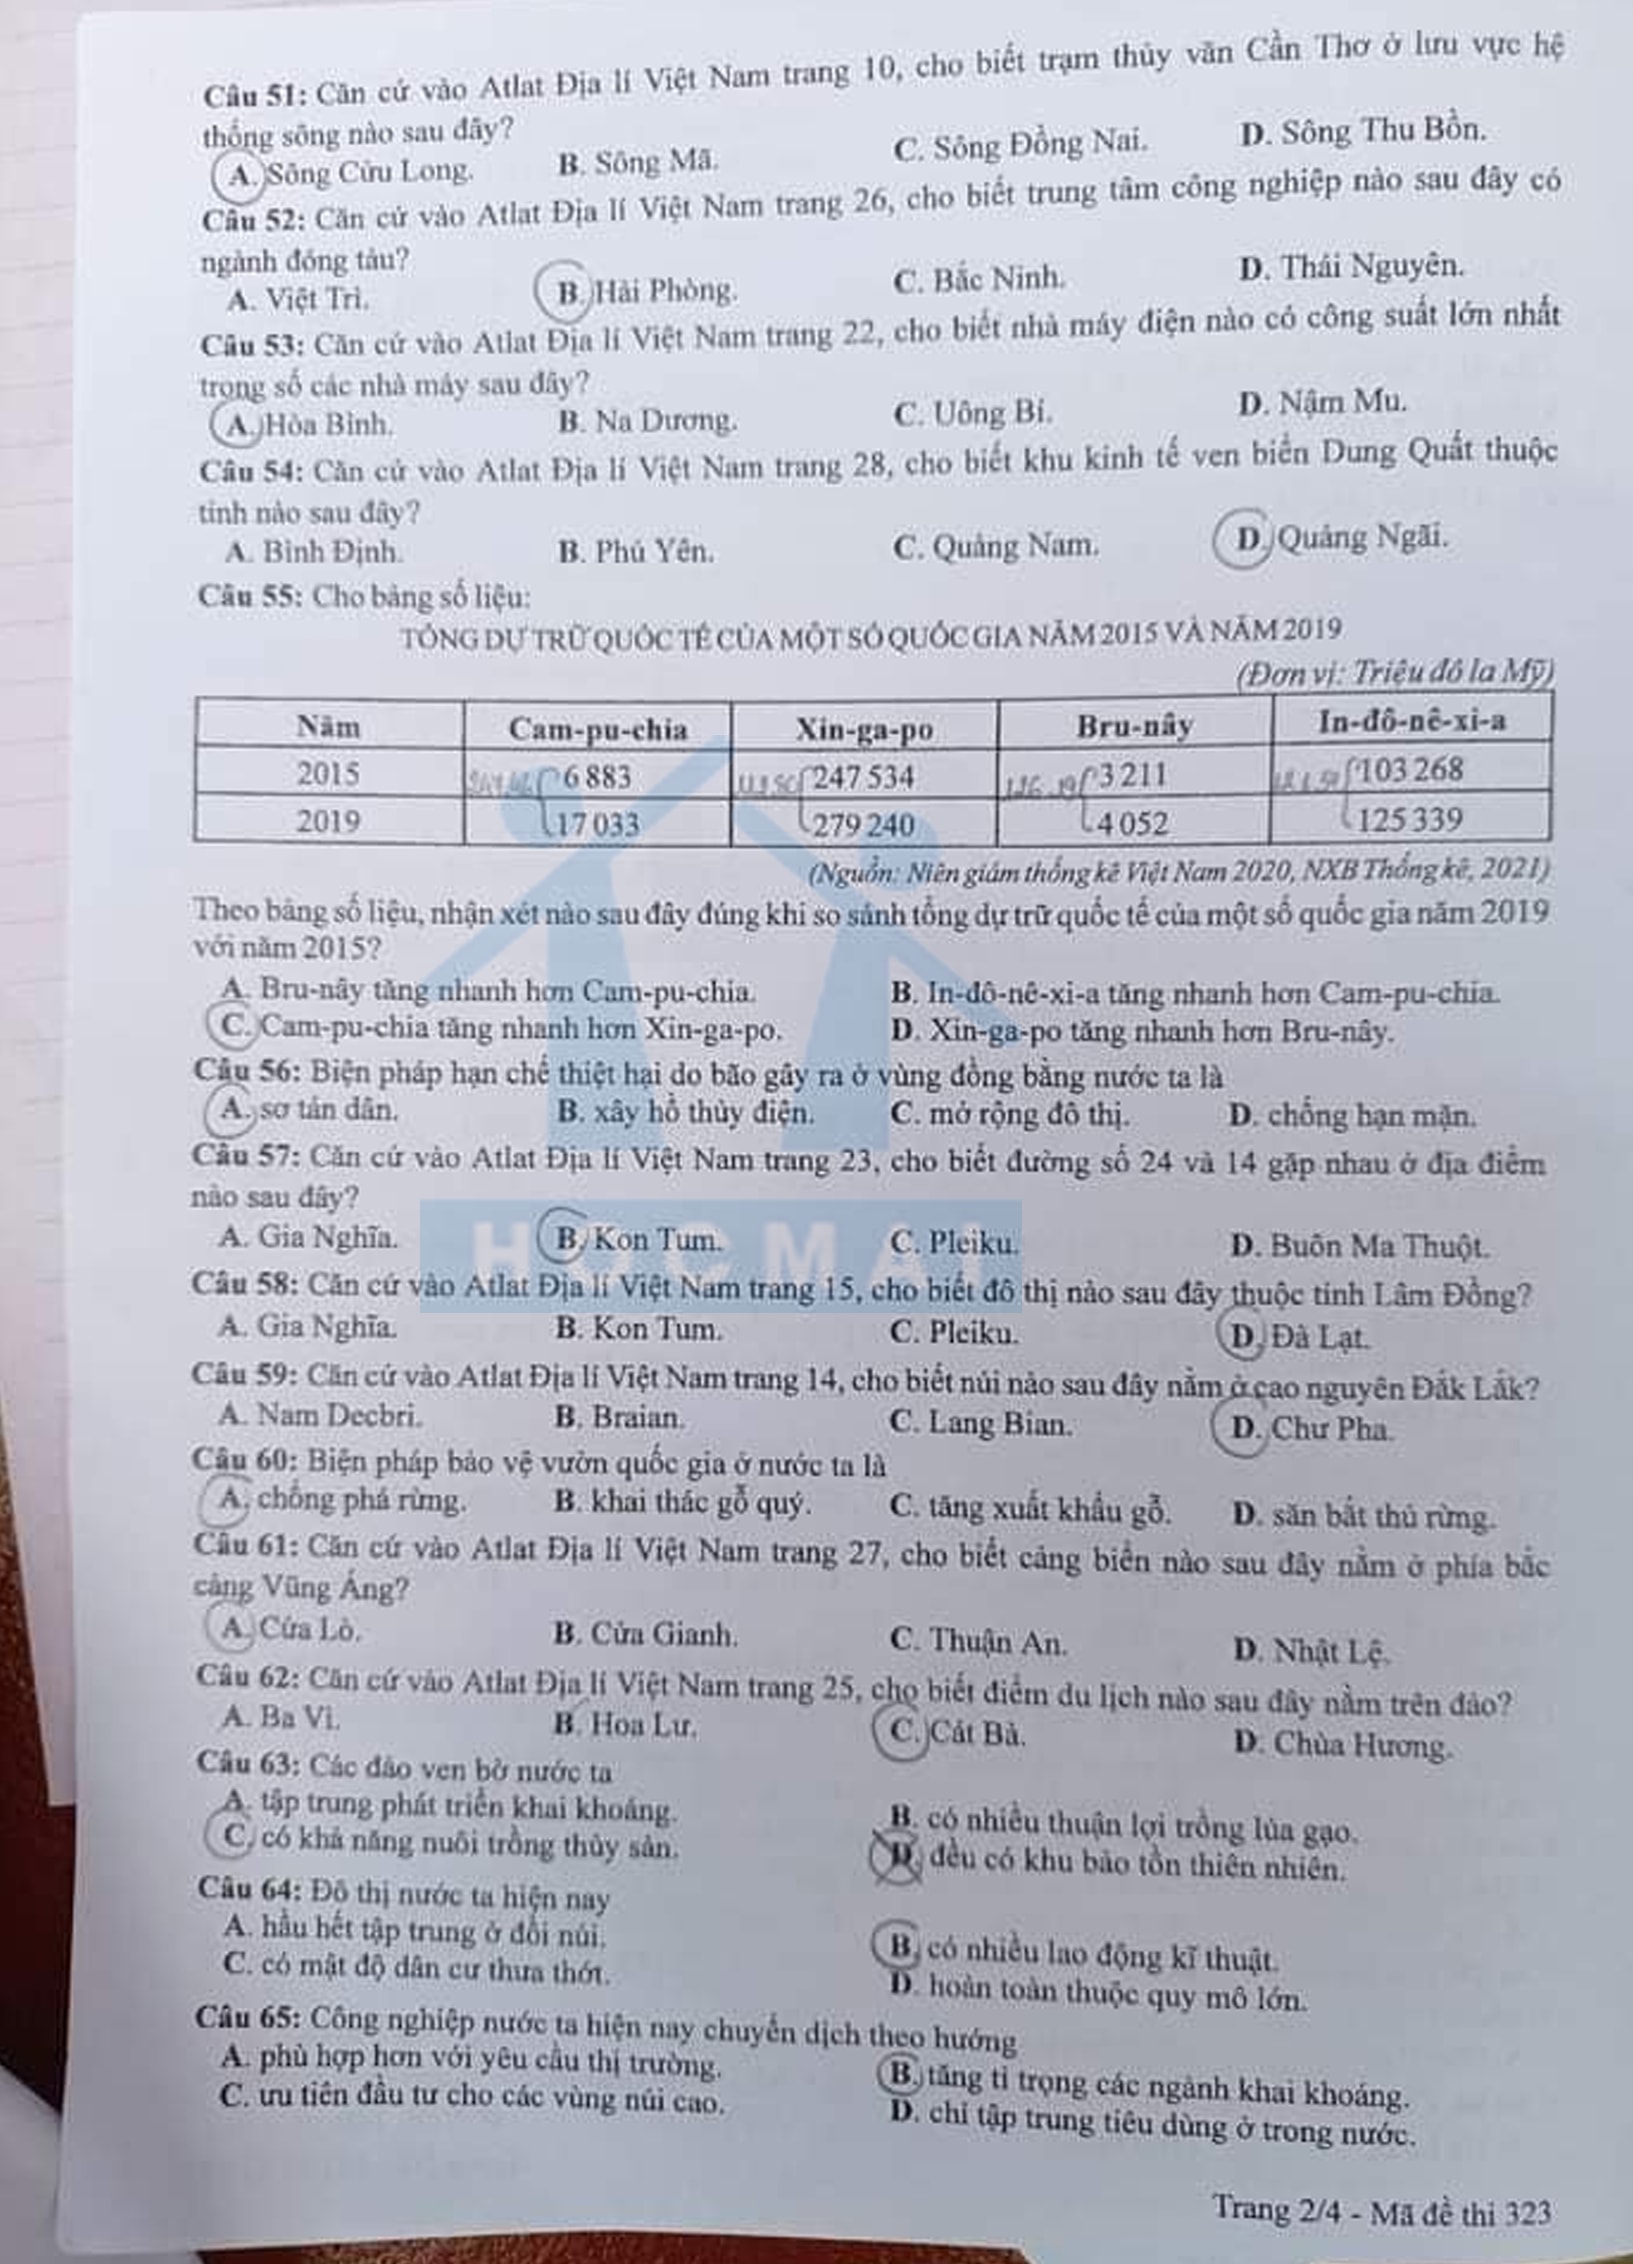 Câu 51: Căn cứ vào Atlat Địa lí Việt Nam trang 10, cho biết trạm thủy văn Cần Thơ ở lưu vực hệ
thống sông nào sau đây?
A. Sông Cửu Long. B. Sông Mã. C. Sông Đồng Nai. D. Sông Thu Bồn.
Câu 52: Căn cứ vào Atlat Địa lí Việt Nam trang 26, cho biết trung tâm công nghiệp nào sau đây có
ngành đóng tàu?
A. Việt Trì. B. Hải Phòng. C. Bắc Ninh. D. Thái Nguyên.
Câu 53: Căn cứ vào Atlat Địa lí Việt Nam trang 22, cho biết nhà máy điện nào có công suất lớn nhất
trong số các nhà máy sau đây?
A. Hòa Bình. B. Na Dương. C. Uông Bí. D. Nậm Mu.
Câu 54: Căn cứ vào Atlat Địa lí Việt Nam trang 28, cho biết khu kinh tế ven biển Dung Quất thuộc
tỉnh nào sau đây?
A. Bình Định. B. Phú Yên. C. Quảng Nam. D. Quảng Ngãi.
Câu 55: Cho bảng số liệu:
TỔNG DỰ TRỮ QUỐC TẾ CỦA MỘT SỐ QUỐC GIA NĂM 2015 VÀ NĂM 2019
(Đơn vị: Triệu đô la Mỹ)
Năm Cam-pu-chia Xin-ga-po Bru-nây In-đô-nê-xi-a
2015 6 883 247 534 3 211 103 268
2019 17 033 279 240 4 052 125 339
(Nguồn: Niên giám thống kê Việt Nam 2020, NXB Thống kê, 2021)
Theo bảng số liệu, nhận xét nào sau đây đúng khi so sánh tổng dự trữ quốc tế của một số quốc gia năm 2019
với năm 2015?
A. Bru-nây tăng nhanh hơn Cam-pu-chia. B. In-đô-nê-xi-a tăng nhanh hơn Cam-pu-chia.
C. Cam-pu-chia tăng nhanh hơn Xin-ga-po. D. Xin-ga-po tăng nhanh hơn Bru-nây.
Câu 56: Biện pháp hạn chế thiệt hại do bão gây ra ở vùng đồng bằng nước ta là
A. sơ tán dân. B. xây hồ thủy điện. C. mở rộng đô thị. D. chống hạn mặn.
Câu 57: Căn cứ vào Atlat Địa lí Việt Nam trang 23, cho biết đường số 24 và 14 gặp nhau ở địa điểm
nào sau đây?
A. Gia Nghĩa. B. Kon Tum. C. Pleiku. D. Buôn Ma Thuột.
HOCMAI
Câu 58: Căn cứ vào Atlat Địa lí Việt Nam trang 15, cho biết đô thị nào sau đây thuộc tỉnh Lâm Đồng?
A. Gia Nghĩa. B. Kon Tum. C. Pleiku. D. Đà Lạt.
Câu 59: Căn cứ vào Atlat Địa lí Việt Nam trang 14, cho biết núi nào sau đây nằm ở cao nguyên Đắk Lắk?
A. Nam Decbri. B. Braian. C. Lang Bian. D. Chư Pha.
Câu 60: Biện pháp bảo vệ vườn quốc gia ở nước ta là
A. chống phá rừng. B. khai thác gỗ quý. C. tăng xuất khẩu gỗ. D. săn bắt thú rừng.
Câu 61: Căn cứ vào Atlat Địa lí Việt Nam trang 27, cho biết cảng biển nào sau đây nằm ở phía bắc
cảng Vũng Áng?
A. Cửa Lò. B. Cửa Gianh. C. Thuận An. D. Nhật Lệ.
Câu 62: Căn cứ vào Atlat Địa lí Việt Nam trang 25, cho biết điểm du lịch nào sau đây nằm trên đảo?
A. Ba Vì. B. Hoa Lư. C. Cát Bà. D. Chùa Hương.
Câu 63: Các đảo ven bờ nước ta
A. tập trung phát triển khai khoáng. B. có nhiều thuận lợi trồng lúa gạo.
C. có khả năng nuôi trồng thủy sản. D. đều có khu bảo tồn thiên nhiên.
Câu 64: Đô thị nước ta hiện nay
A. hầu hết tập trung ở đồi núi. B. có nhiều lao động kĩ thuật.
C. có mật độ dân cư thưa thớt. D. hoàn toàn thuộc quy mô lớn.
Câu 65: Công nghiệp nước ta hiện nay chuyển dịch theo hướng
A. phù hợp hơn với yêu cầu thị trường. B. tăng tỉ trọng các ngành khai khoáng.
C. ưu tiên đầu tư cho các vùng núi cao. D. chỉ tập trung tiêu dùng ở trong nước.
Trang 2/4 - Mã đề thi 323